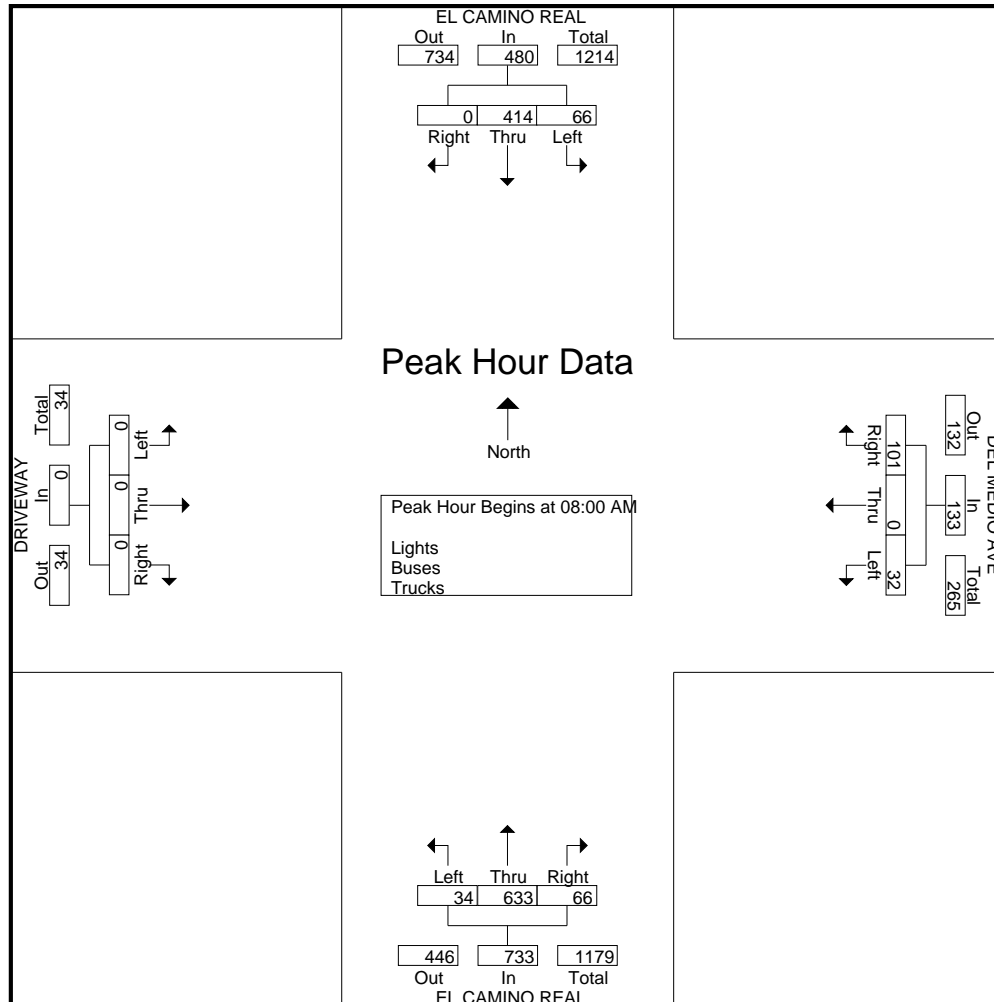 EL CAMINO REAL
Out In Total
734 480 1214
0 414 66
Right Thru Left
Peak Hour Data
North
Peak Hour Begins at 08:00 AM
Lights
Buses
Trucks
DRIVEWAY
Out In Total
34 0 34
0 0 0
Right Thru Left
DEL MEDIO AVE
Out In Total
132 133 265
101 0 32
Right Thru Left
Left Thru Right
34 633 66
446 733 1179
Out In Total
EL CAMINO REAL